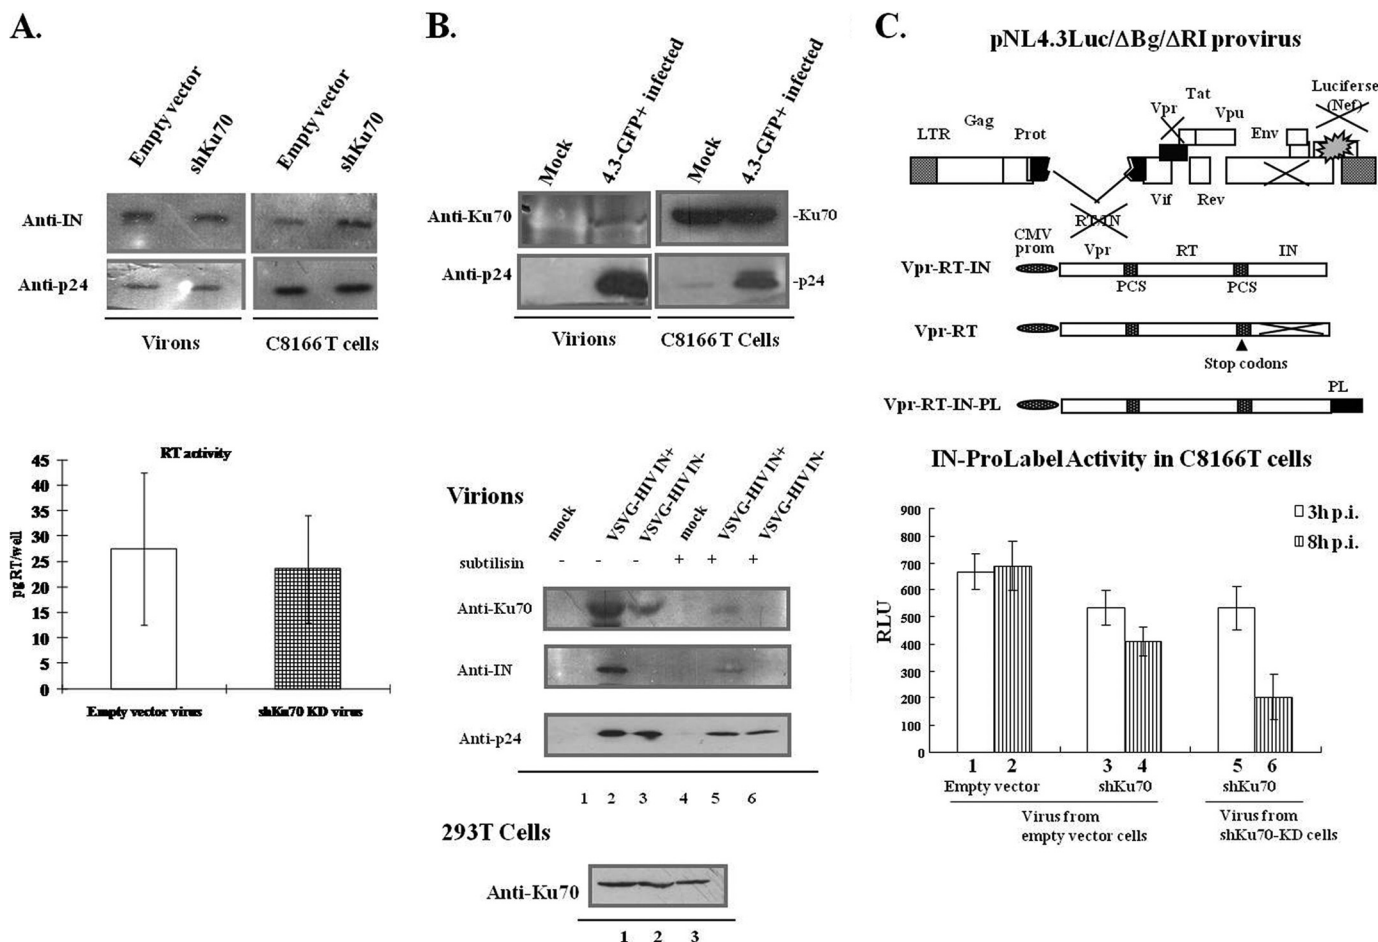 A.
Empty vector
shKu70
Empty vector
shKu70
Anti-IN
Anti-p24
Virons
C8166T cells
RT activity
pg RT/well
45
40
35
30
25
20
15
10
5
0
Empty vector virus
shKu70 KD virus
B.
Mock
4.3-GFP+ infected
Mock
4.3-GFP+ infected
Anti-Ku70
-Ku70
Anti-p24
-p24
Virions
C8166T Cells
Virions
mock
VSVG-HIV IN+
VSVG-HIV IN-
mock
VSVG-HIV IN+
VSVG-HIV IN-
subtilisin - - - + + +
Anti-Ku70
Anti-IN
Anti-p24
1 2 3 4 5 6
293T Cells
Anti-Ku70
1 2 3
C.
pNL4.3Luc/ΔBg/ΔRI provirus
Luciferse
(Nef)
Tat
Vpr
Vpu
Gag
LTR
Prot
Env
Vif
Rev
RT-IN
CMV
prom
Vpr
RT
IN
Vpr-RT-IN
PCS
PCS
Vpr-RT
Stop codons
PL
Vpr-RT-IN-PL
IN-ProLabel Activity in C8166T cells
900
800
700
600
500
400
300
200
100
0
RLU
3h p.i.
8h p.i.
1 2 3 4 5 6
Empty vector
shKu70
shKu70
Virus from
empty vector cells
Virus from
shKu70-KD cells